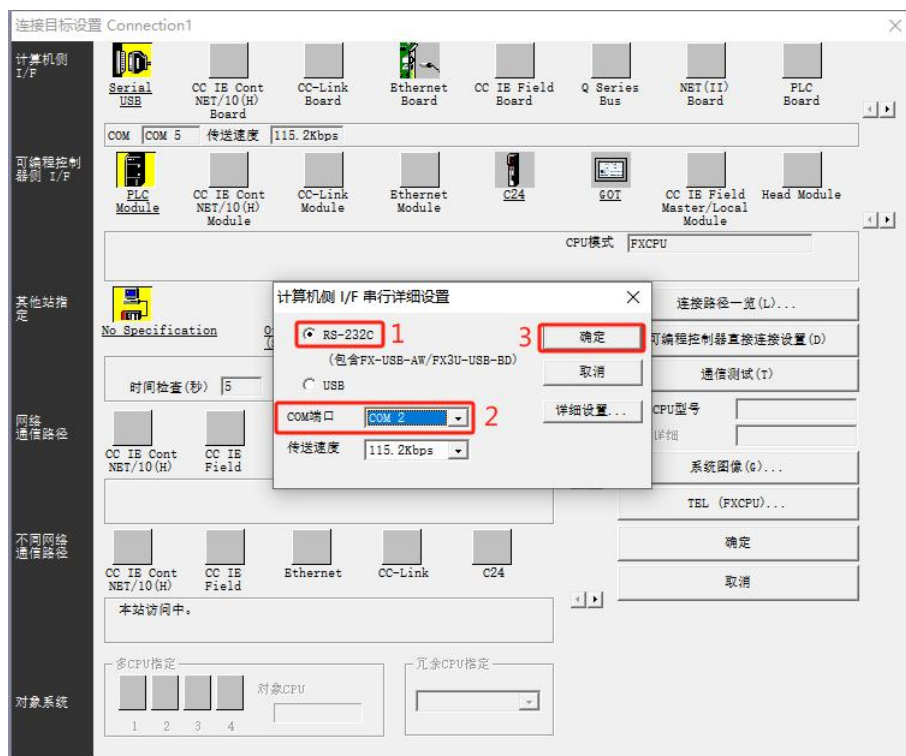 连接目标设置 Connection1
计算机侧
I/F
Serial
USB
CC IE Cont
NET/10(H)
Board
CC-Link
Board
Ethernet
Board
CC IE Field
Board
Q Series
Bus
NET(II)
Board
PLC
Board
COM COM 5 传送速度 115.2Kbps
可编程控制
器侧 I/F
PLC
Module
CC IE Cont
NET/10(H)
Module
CC-Link
Module
Ethernet
Module
C24
GOT
CC IE Field
Master/Local
Module
Head Module
CPU模式 FXCPU
其他站指
定
No Specification
时间检查(秒) 5
计算机侧 I/F 串行详细设置
RS-232C 1
(包含FX-USB-AW/FX3U-USB-BD)
USB
COM端口 COM 2 2
传送速度 115.2Kbps
3 确定
取消
详细设置...
连接路径一览(L)...
可编程控制器直接连接设置(D)
通信测试(T)
CPU型号
详细
系统图像(G)...
TEL (FXCPU)...
确定
取消
网络
通信路径
CC IE Cont
NET/10(H)
CC IE
Field
不同网络
通信路径
CC IE Cont
NET/10(H)
CC IE
Field
Ethernet
CC-Link
C24
本站访问中。
对象系统
多CPU指定
1 2 3 4
对象CPU
冗余CPU指定